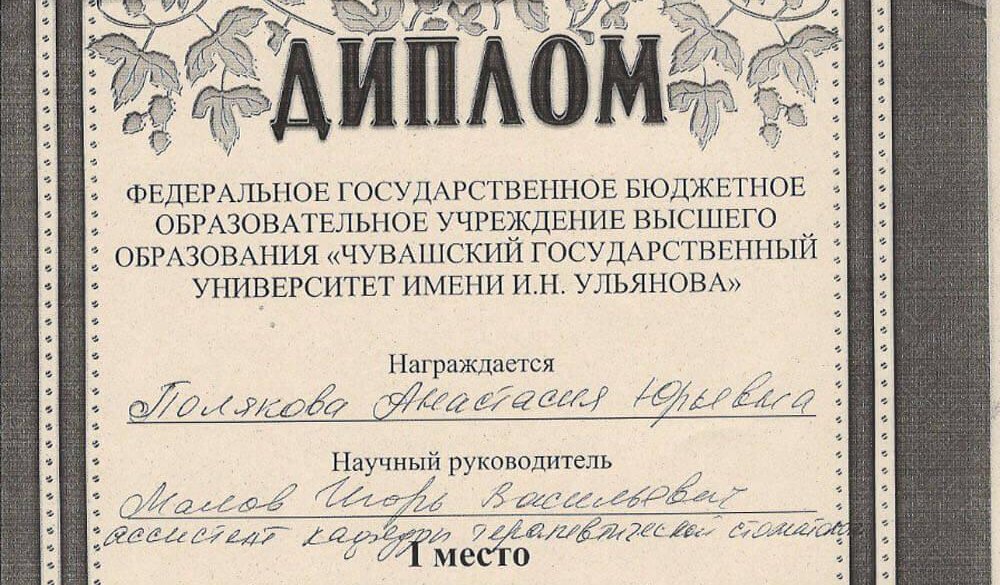 ДИПЛОМ
ФЕДЕРАЛЬНОЕ ГОСУДАРСТВЕННОЕ БЮДЖЕТНОЕ
ОБРАЗОВАТЕЛЬНОЕ УЧРЕЖДЕНИЕ ВЫСШЕГО
ОБРАЗОВАНИЯ «ЧУВАШСКИЙ ГОСУДАРСТВЕННЫЙ
УНИВЕРСИТЕТ ИМЕНИ И.Н. УЛЬЯНОВА»
Награждается
Полякова Анастасия Юрьевна
Научный руководитель
Малов Игорь Васильевич
ассистент кафедры терапевтической
I место